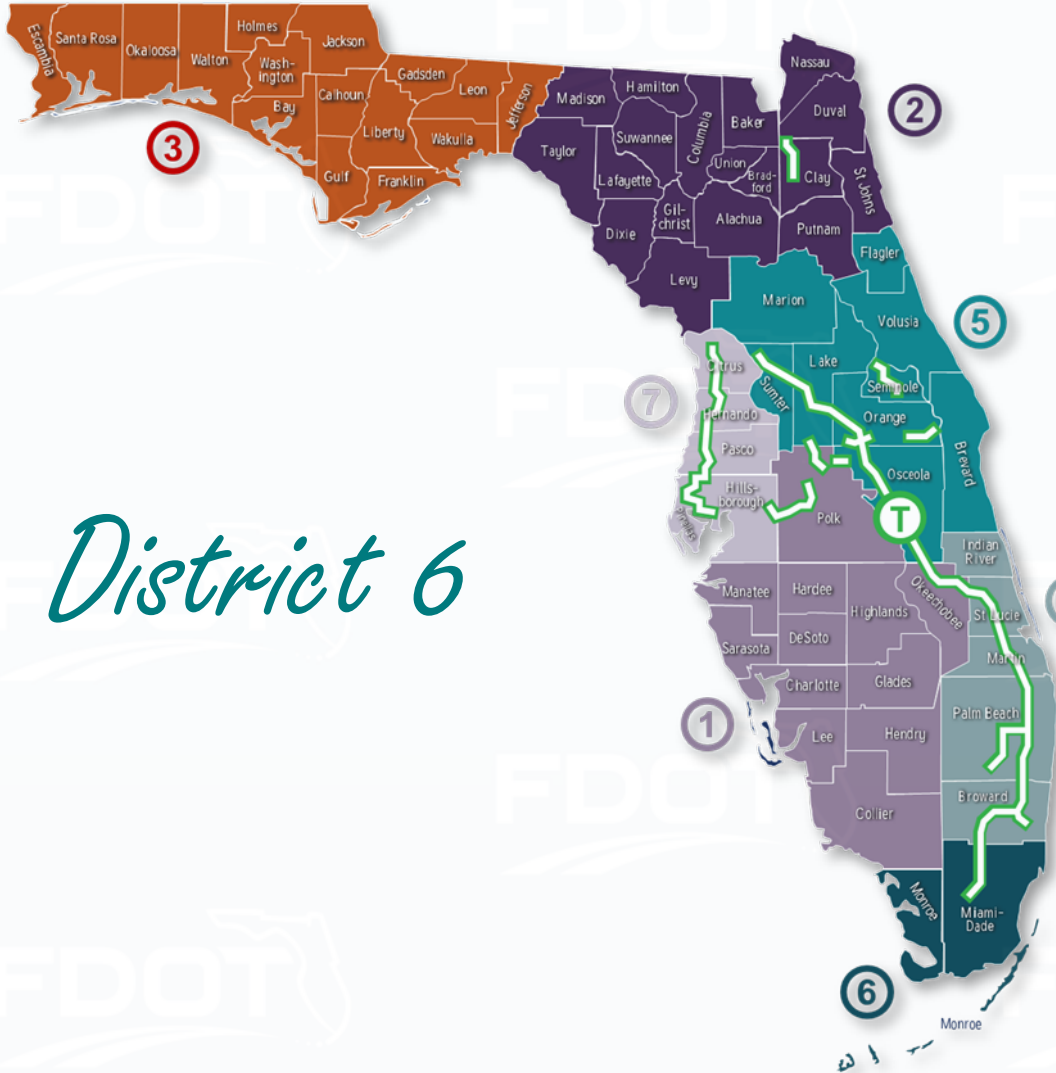 Escambia
Santa Rosa
Okaloosa
Walton
Holmes
Wash-
ington
Jackson
Bay
Calhoun
Gulf
Gadsden
Liberty
Franklin
Leon
Wakulla
Jefferson
3
Madison
Taylor
Hamilton
Suwannee
Lafayette
Dixie
Columbia
Gil-
christ
Levy
Baker
Union
Brad-
ford
Alachua
Nassau
Duval
Clay
St Johns
Putnam
2
Flagler
Marion
Volusia
5
Citrus
Sumter
Lake
Seminole
Orange
Hernando
Pasco
7
Osceola
Brevard
Hills-
borough
Pinellas
Polk
T
District 6
Indian
River
Okeechobee
St Lucie
Martin
Manatee
Hardee
Highlands
Sarasota
DeSoto
Charlotte
Glades
1
Lee
Hendry
Palm Beach
Collier
Broward
Monroe
Miami-
Dade
6
Monroe
FDOT
FDOT
FDOT
FDOT